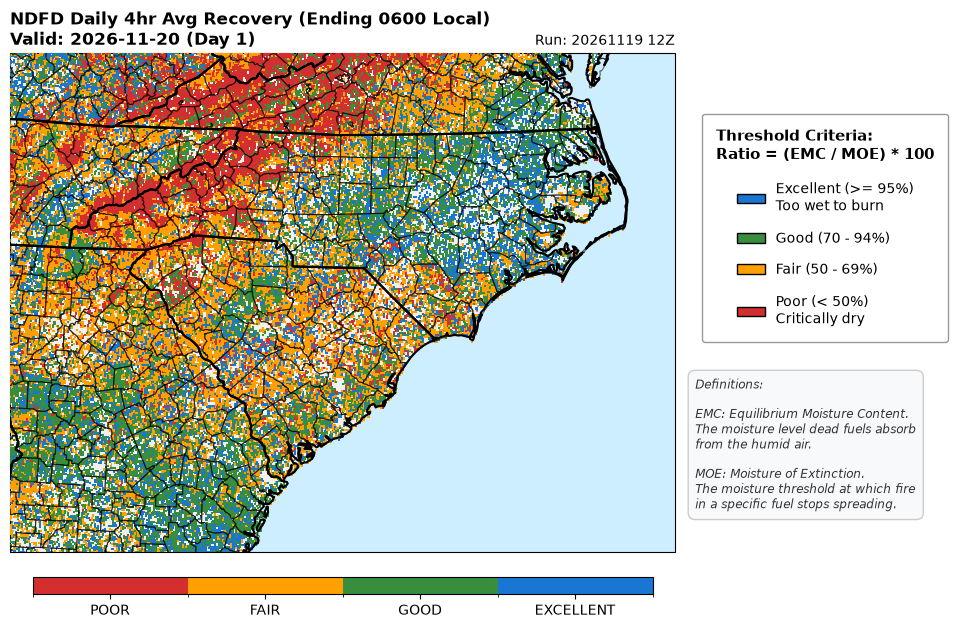 NDFD Daily 4hr Avg Recovery (Ending 0600 Local)
Valid: 2026-11-20 (Day 1)
Run: 20261119 12Z
Threshold Criteria:
Ratio = (EMC / MOE) * 100
Excellent (>= 95%)
Too wet to burn
Good (70 - 94%)
Fair (50 - 69%)
Poor (< 50%)
Critically dry
Definitions:
EMC: Equilibrium Moisture Content.
The moisture level dead fuels absorb
from the humid air.
MOE: Moisture of Extinction.
The moisture threshold at which fire
in a specific fuel stops spreading.
POOR
FAIR
GOOD
EXCELLENT